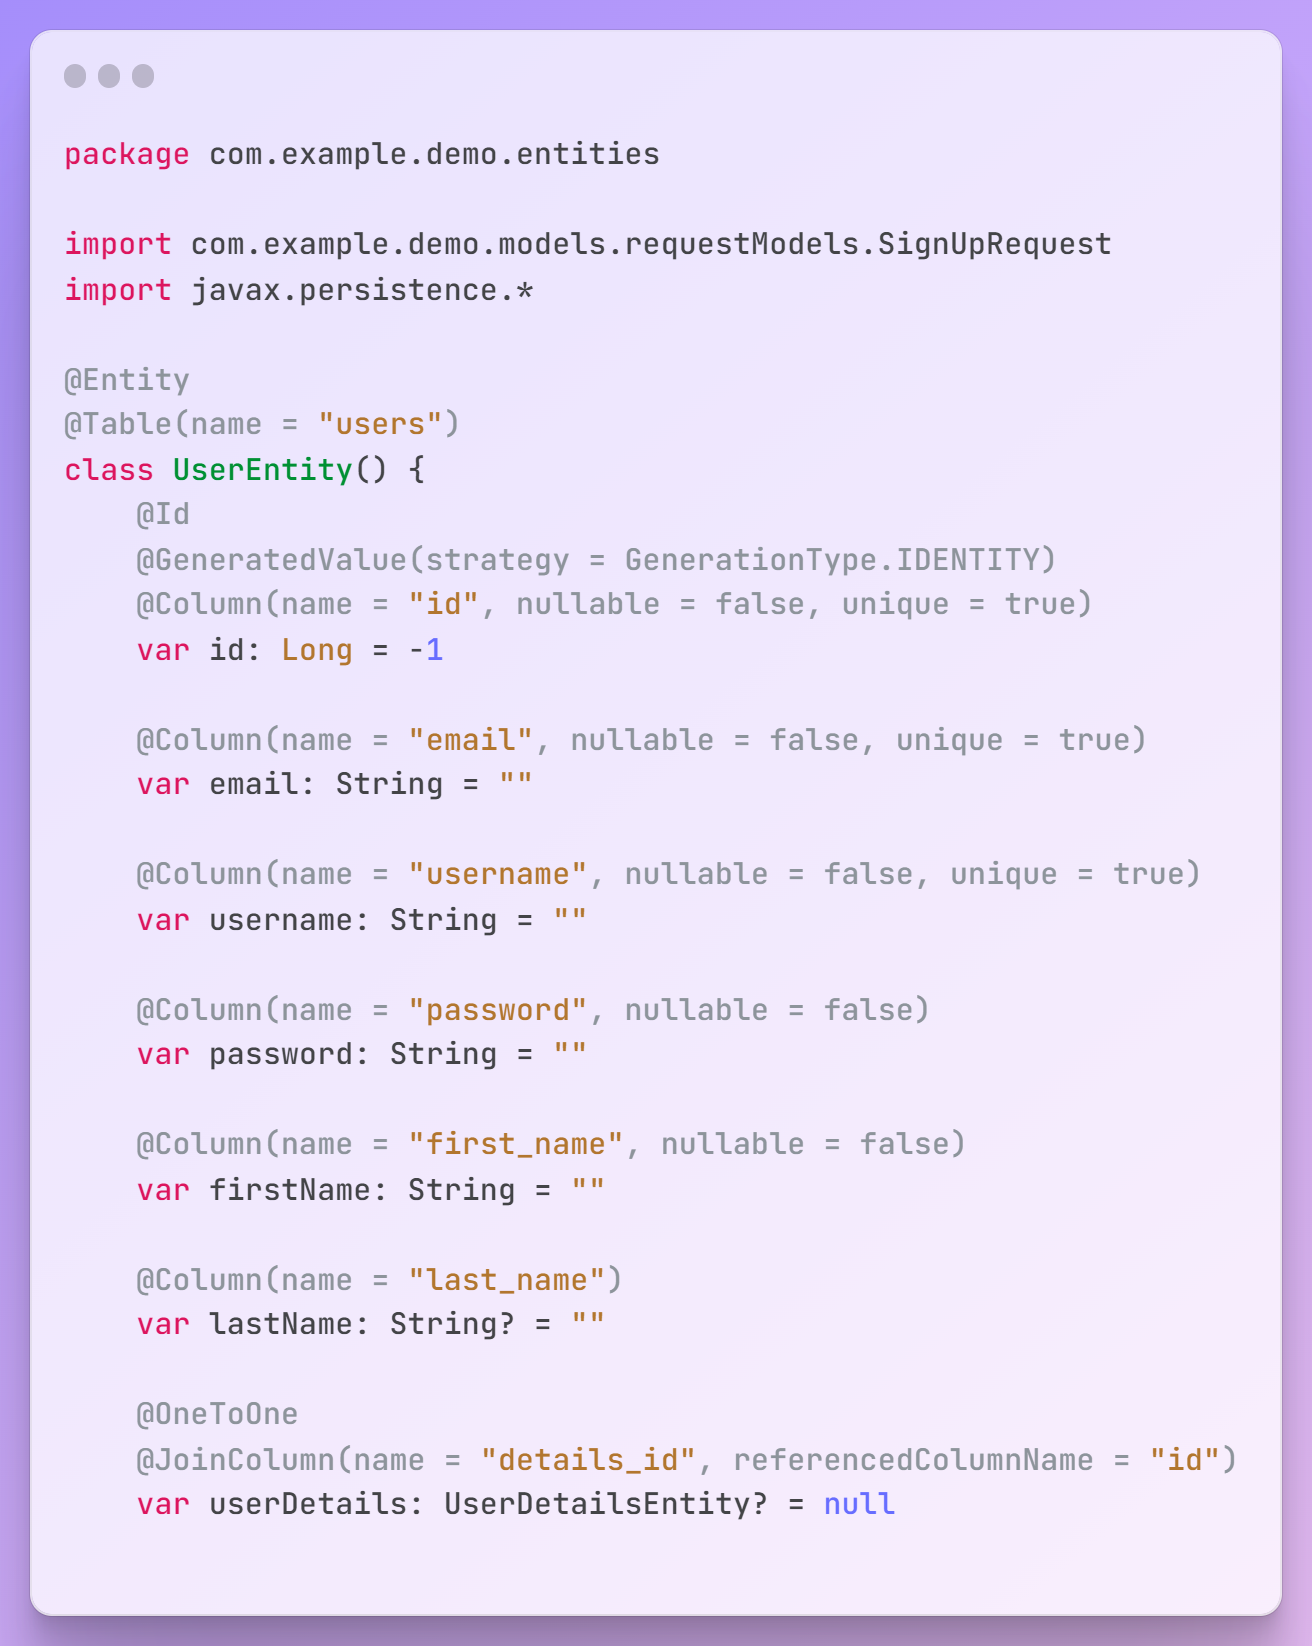 package com.example.demo.entities

import com.example.demo.models.requestModels.SignUpRequest
import javax.persistence.*

@Entity
@Table(name = "users")
class UserEntity() {
    @Id
    @GeneratedValue(strategy = GenerationType.IDENTITY)
    @Column(name = "id", nullable = false, unique = true)
    var id: Long = -1

    @Column(name = "email", nullable = false, unique = true)
    var email: String = ""

    @Column(name = "username", nullable = false, unique = true)
    var username: String = ""

    @Column(name = "password", nullable = false)
    var password: String = ""

    @Column(name = "first_name", nullable = false)
    var firstName: String = ""

    @Column(name = "last_name")
    var lastName: String? = ""

    @OneToOne
    @JoinColumn(name = "details_id", referencedColumnName = "id")
    var userDetails: UserDetailsEntity? = null